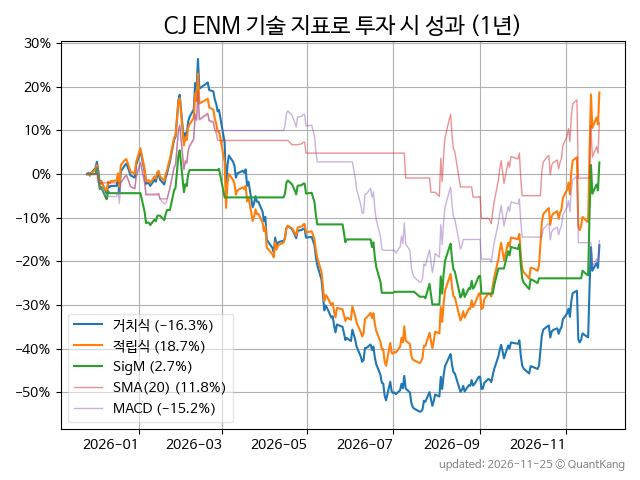 CJ ENM 기술 지표로 투자 시 성과 (1년)
30%
20%
10%
0%
−10%
−20%
−30%
−40%
−50%
거치식 (−16.3%)
적립식 (18.7%)
SigM (2.7%)
SMA(20) (11.8%)
MACD (−15.2%)
2026-01 2026-03 2026-05 2026-07 2026-09 2026-11
updated: 2026-11-25 © QuantKang